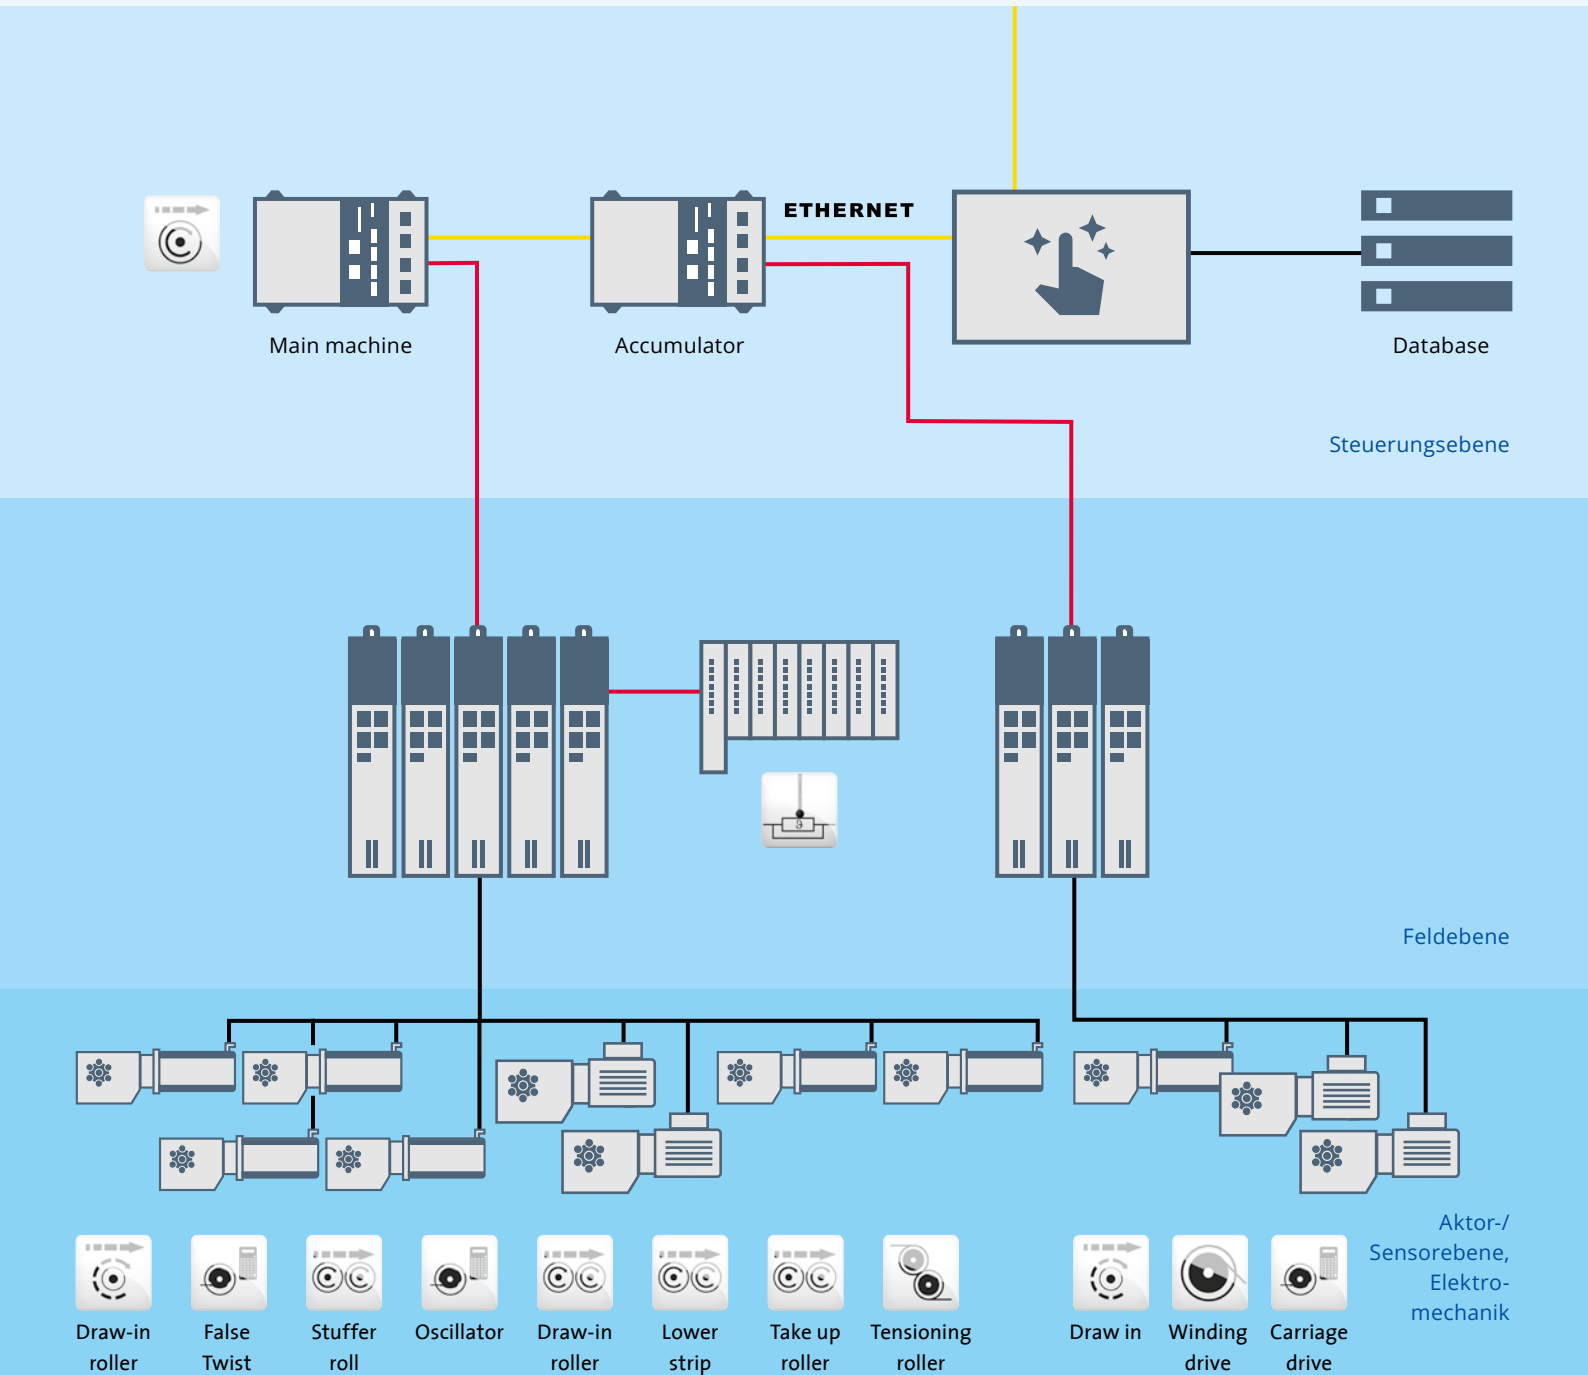 ETHERNET
Main machine
Accumulator
Database
Steuerungsebene
Feldebene
Aktor-/
Sensorebene,
Elektro-
mechanik
Draw-in
roller
False
Twist
Stuffer
roll
Oscillator
Draw-in
roller
Lower
strip
Take up
roller
Tensioning
roller
Draw in
Winding
drive
Carriage
drive